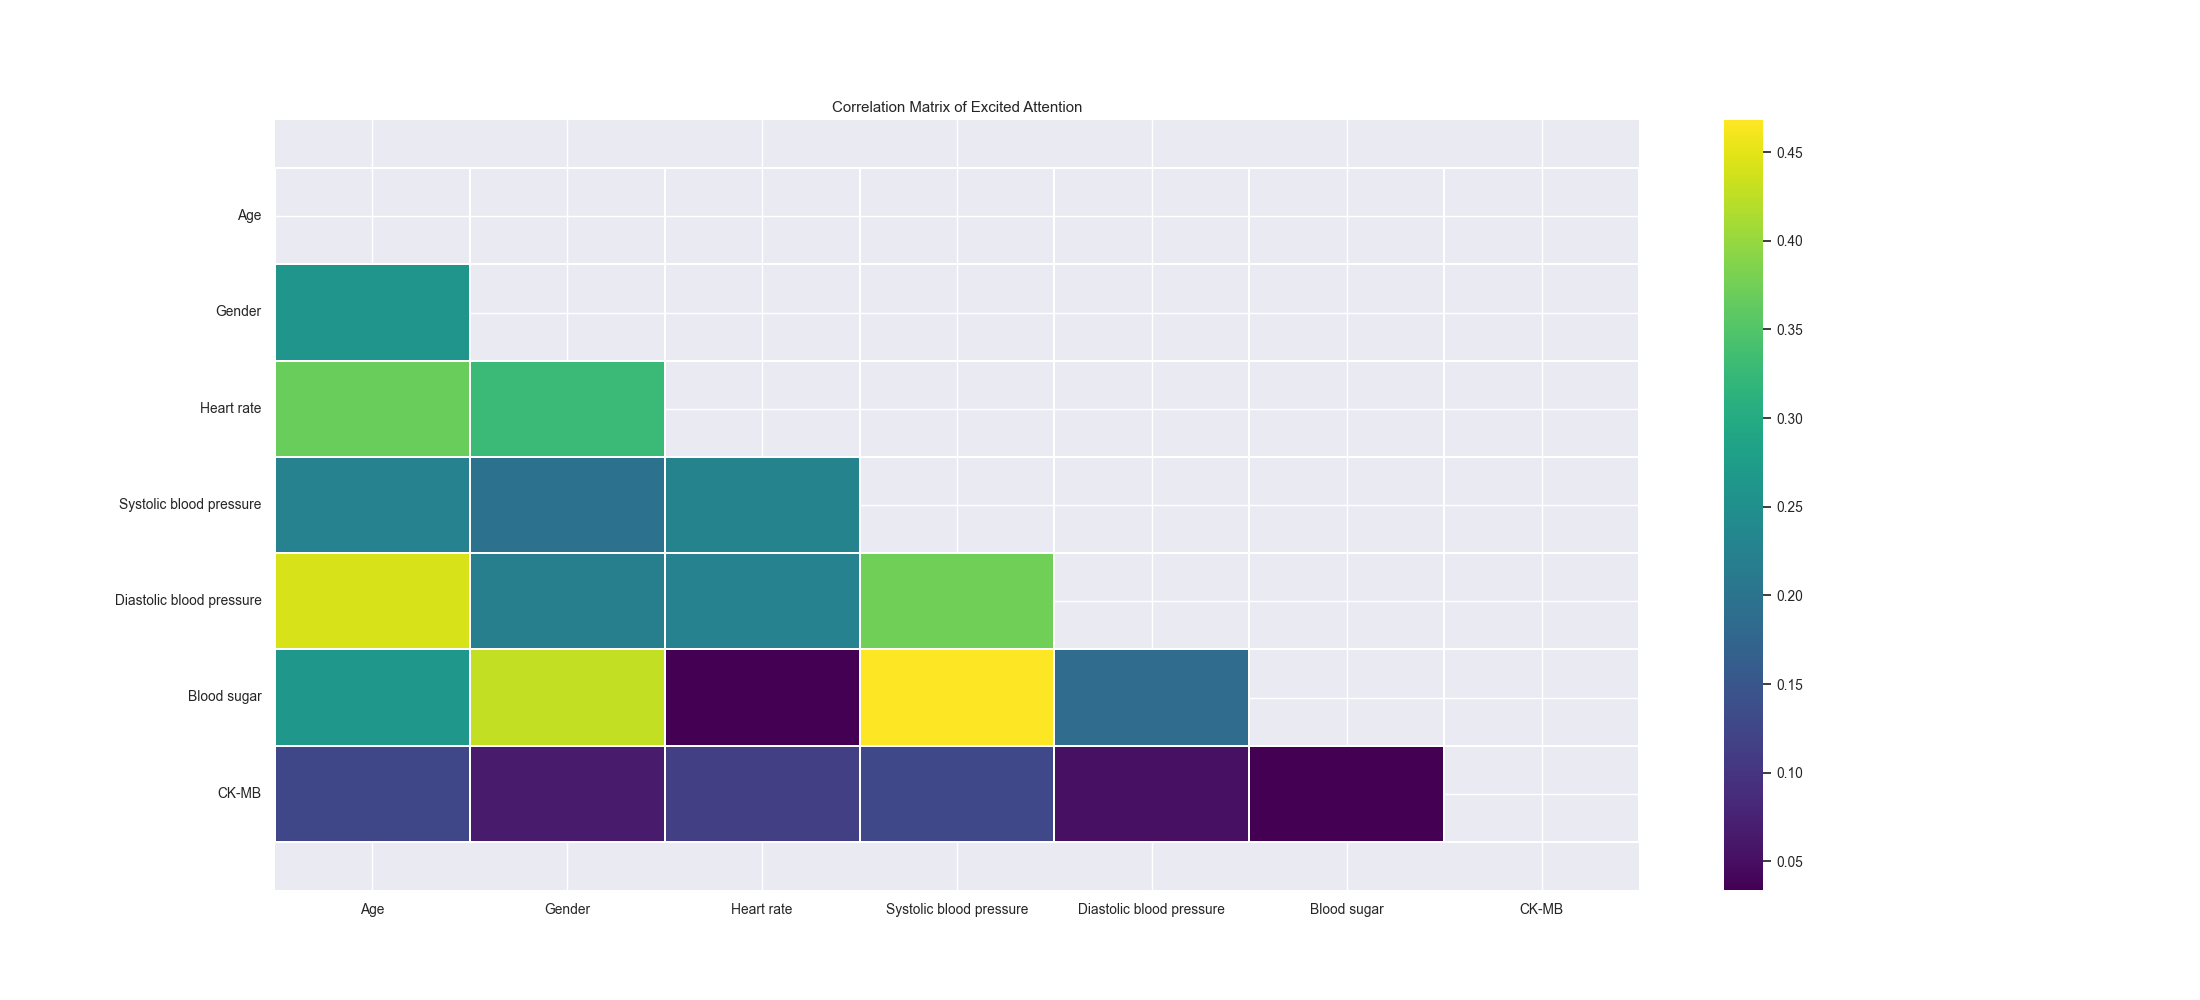 Correlation Matrix of Excited Attention
Age
Gender
Heart rate
Systolic blood pressure
Diastolic blood pressure
Blood sugar
CK-MB
Age Gender Heart rate Systolic blood pressure Diastolic blood pressure Blood sugar CK-MB
0.45
0.40
0.35
0.30
0.25
0.20
0.15
0.10
0.05